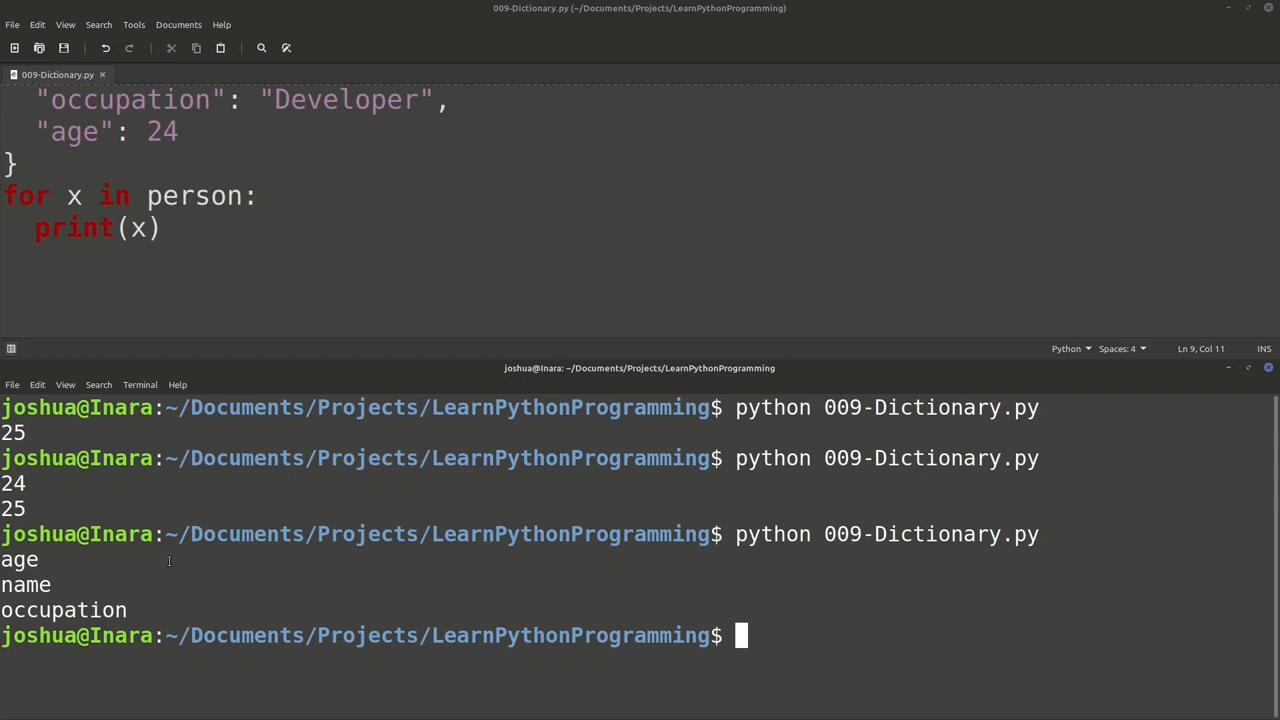 009-Dictionary.py (~/Documents/Projects/LearnPythonProgramming)
File Edit View Search Tools Documents Help
009-Dictionary.py
"occupation": "Developer",
"age": 24
}
for x in person:
print(x)
Python Spaces: 4 Ln 9, Col 11 INS
joshua@Inara: ~/Documents/Projects/LearnPythonProgramming
File Edit View Search Terminal Help
joshua@Inara:~/Documents/Projects/LearnPythonProgramming$ python 009-Dictionary.py
25
joshua@Inara:~/Documents/Projects/LearnPythonProgramming$ python 009-Dictionary.py
24
25
joshua@Inara:~/Documents/Projects/LearnPythonProgramming$ python 009-Dictionary.py
age
name
occupation
joshua@Inara:~/Documents/Projects/LearnPythonProgramming$